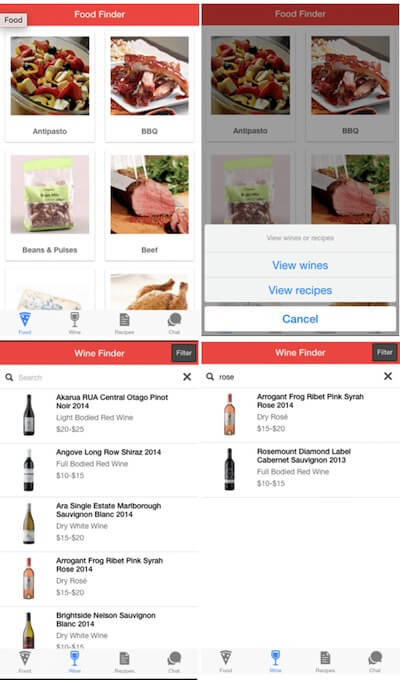 Food Finder
Food
Antipasto
BBQ
Beans & Pulses
Beef
Food
Wine
Recipes
Chat
Food Finder
Antipasto
BBQ
View wines or recipes
View wines
View recipes
Cancel
Wine Finder
Filter
Search
Akarua RUA Central Otago Pinot
Noir 2014
Light Bodied Red Wine
$20-$25
Angove Long Row Shiraz 2014
Full Bodied Red Wine
$10-$15
Ara Single Estate Marlborough
Sauvignon Blanc 2014
Dry White Wine
$15-$20
Arrogant Frog Ribet Pink Syrah
Rose 2014
Dry Rosé
$15-$20
Brightside Nelson Sauvignon
Blanc 2014
Dry White Wine
$10-$15
Food
Wine
Recipes
Chat
Wine Finder
Filter
rose
Arrogant Frog Ribet Pink Syrah
Rose 2014
Dry Rosé
$15-$20
Rosemount Diamond Label
Cabernet Sauvignon 2013
Full Bodied Red Wine
$10-$15
Food
Wine
Recipes
Chat